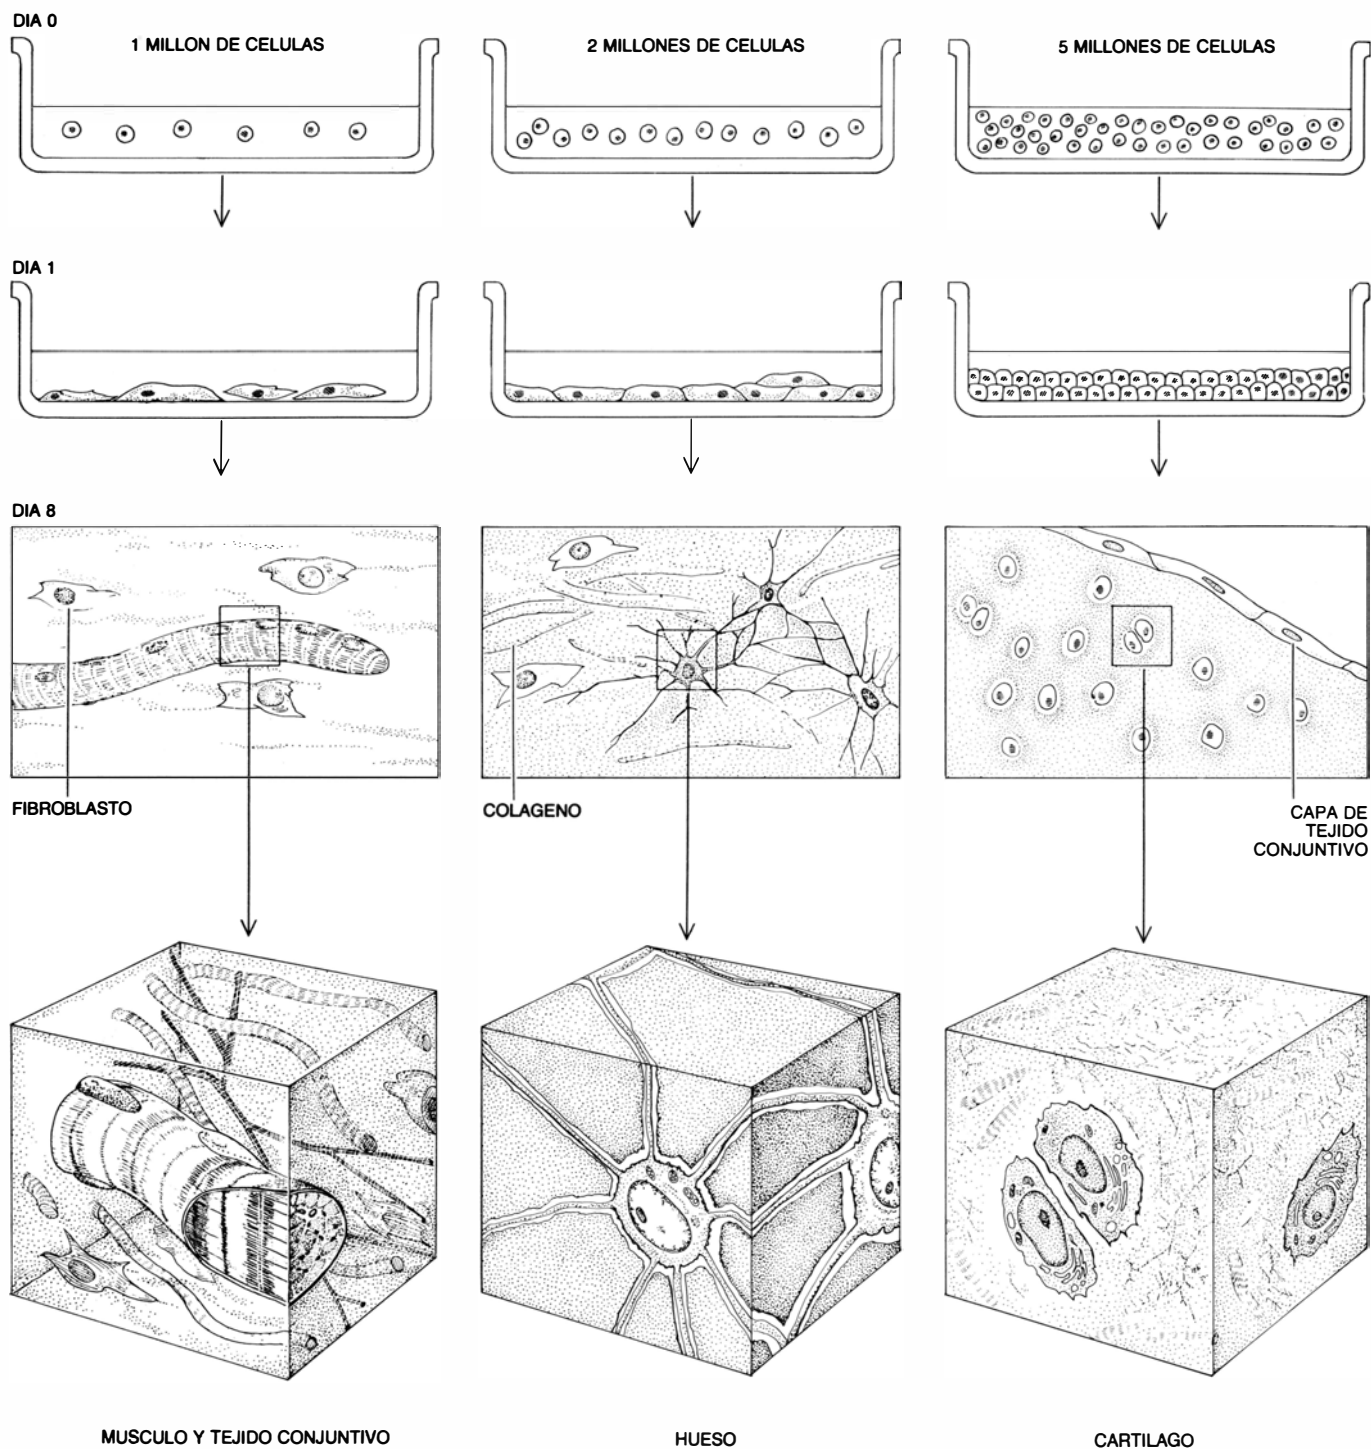 DIA 0
1 MILLON DE CELULAS
2 MILLONES DE CELULAS
5 MILLONES DE CELULAS
DIA 1
DIA 8
FIBROBLASTO
COLAGENO
CAPA DE
TEJIDO
CONJUNTIVO
MUSCULO Y TEJIDO CONJUNTIVO
HUESO
CARTILAGO